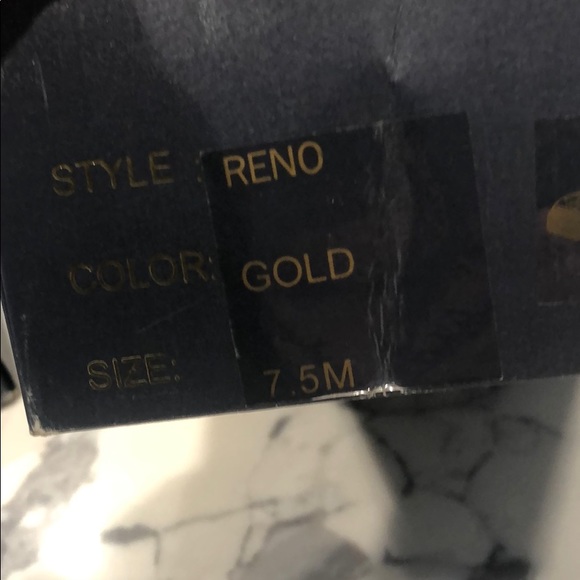 STYLE : RENO
COLOR: GOLD
SIZE: 7.5M